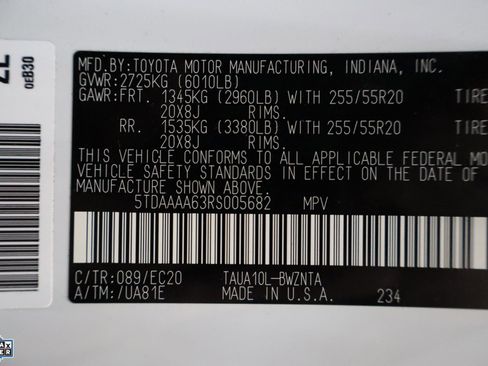 MFD.BY:TOYOTA MOTOR MANUFACTURING, INDIANA, INC.
GVWR:2725KG (6010LB)
GAWR:FRT. 1345KG (2960LB) WITH 255/55R20 TIRE
20X8J RIMS.
RR. 1535KG (3380LB) WITH 255/55R20 TIRE
20X8J RIMS.
THIS VEHICLE CONFORMS TO ALL APPLICABLE FEDERAL MO
VEHICLE SAFETY STANDARDS IN EFFECT ON THE DATE OF
MANUFACTURE SHOWN ABOVE.
5TDAAAA63RS005682 MPV
C/TR:089/EC20 TAUA10L-BWZNTA
A/TM:/UA81E MADE IN U.S.A. 234
0EB30